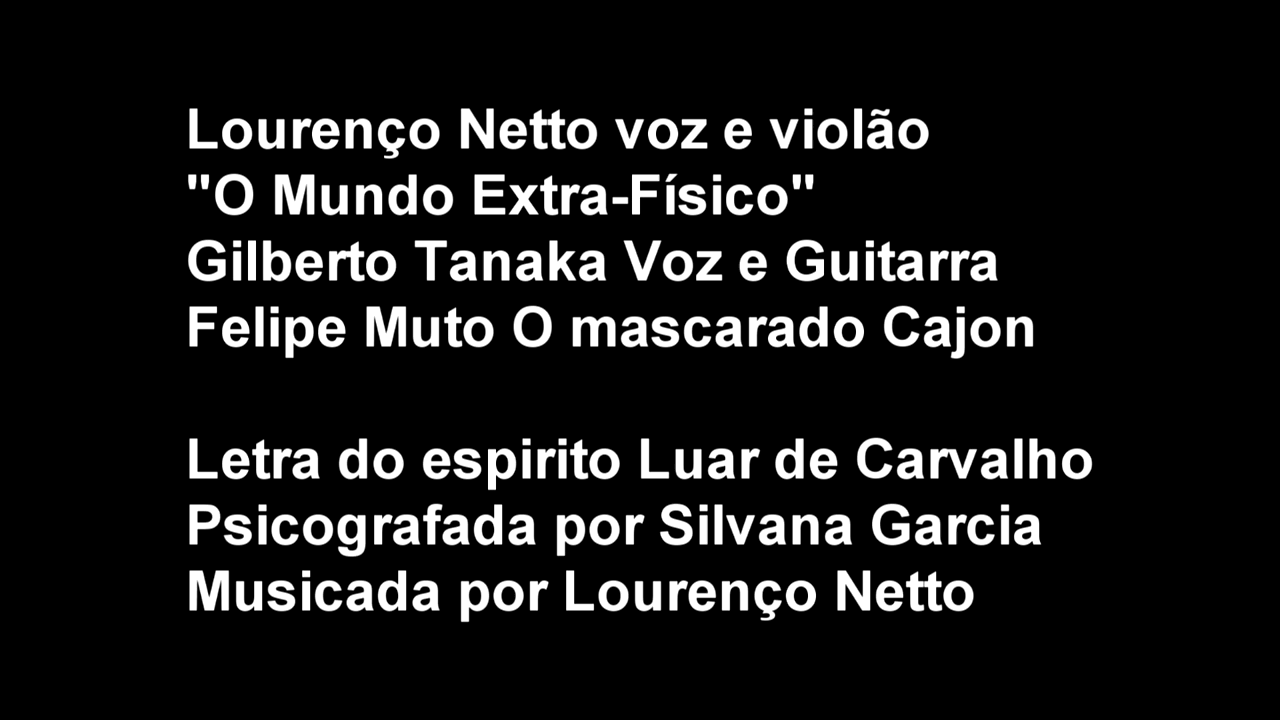 Lourenço Netto voz e violão
"O Mundo Extra-Físico"
Gilberto Tanaka Voz e Guitarra
Felipe Muto O mascarado Cajon
Letra do espirito Luar de Carvalho
Psicografada por Silvana Garcia
Musicada por Lourenço Netto